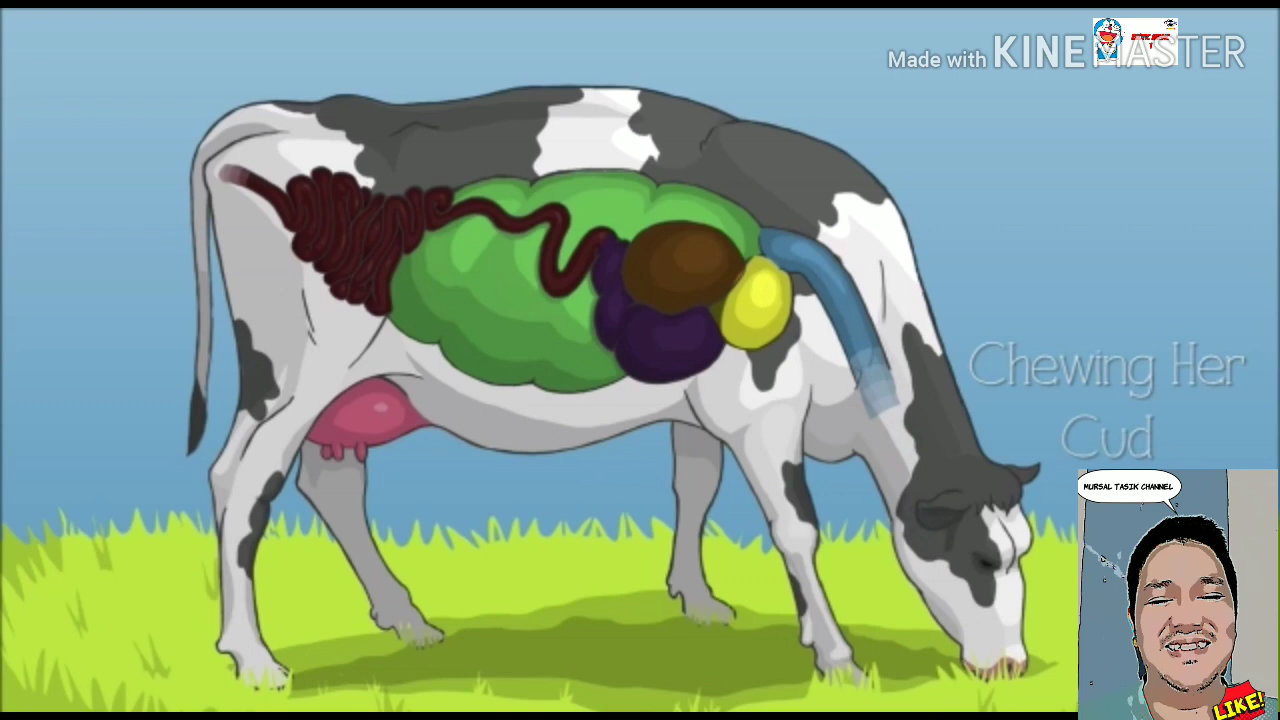 Made with KINEMASTER
Chewing Her
Cud
MURSAL TASIK CHANNEL
LIKE!